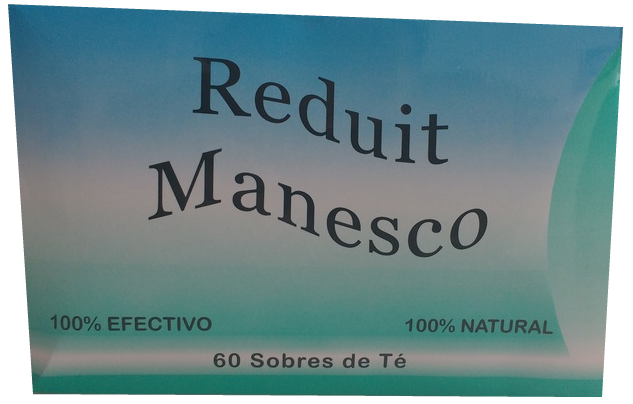 Reduit
Manesco
100% EFECTIVO
100% NATURAL
60 Sobres de Té